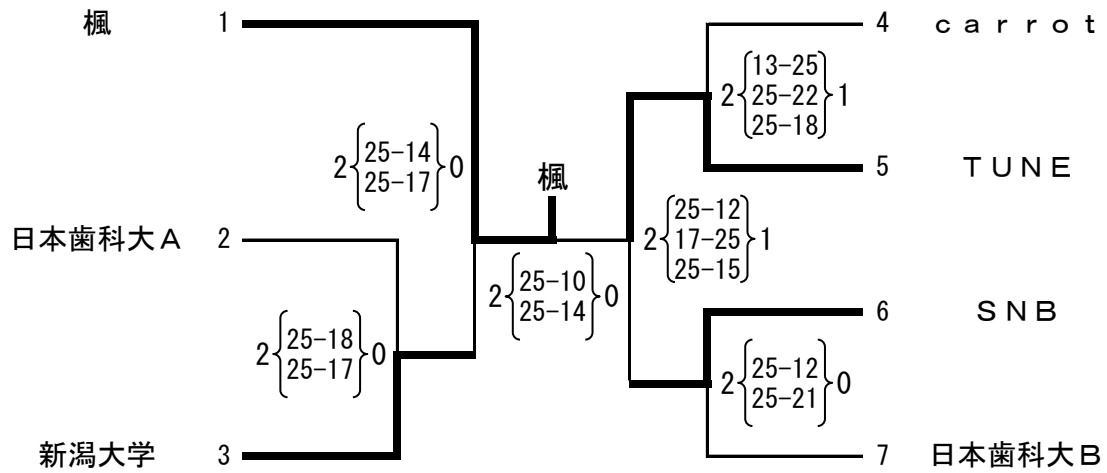 楓 1
4 ｃａｒｒｏｔ
2 13-25 1
25-22
25-18
2 25-14 0
25-17
楓
5 ＴＵＮＥ
日本歯科大Ａ 2
2 25-12 1
17-25
25-15
2 25-10 0
25-14
2 25-18 0
25-17
6 ＳＮＢ
2 25-12 0
25-21
新潟大学 3
7 日本歯科大Ｂ